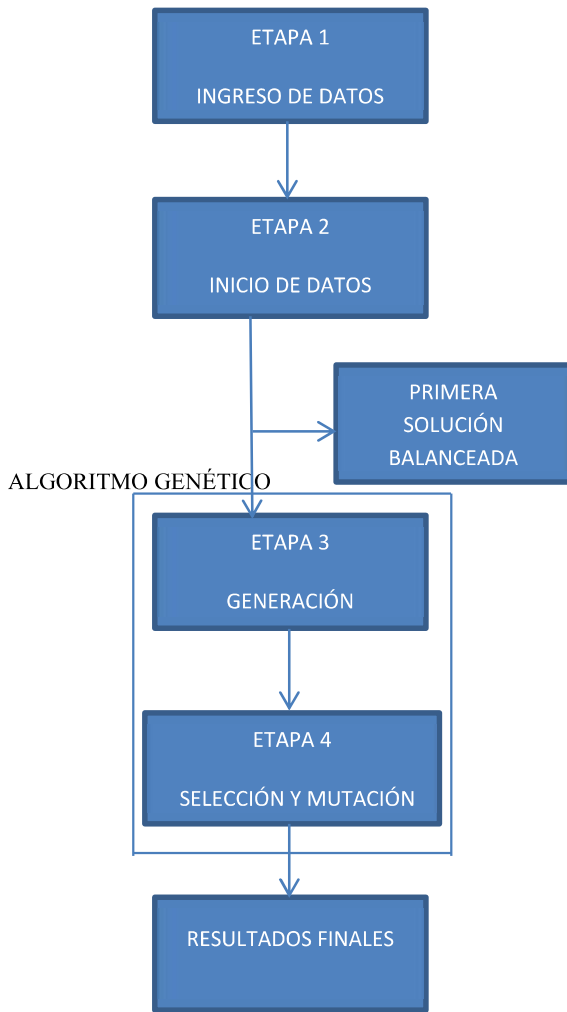 ETAPA 1
INGRESO DE DATOS
ETAPA 2
INICIO DE DATOS
PRIMERA
SOLUCIÓN
BALANCEADA
ALGORITMO GENÉTICO
ETAPA 3
GENERACIÓN
ETAPA 4
SELECCIÓN Y MUTACIÓN
RESULTADOS FINALES